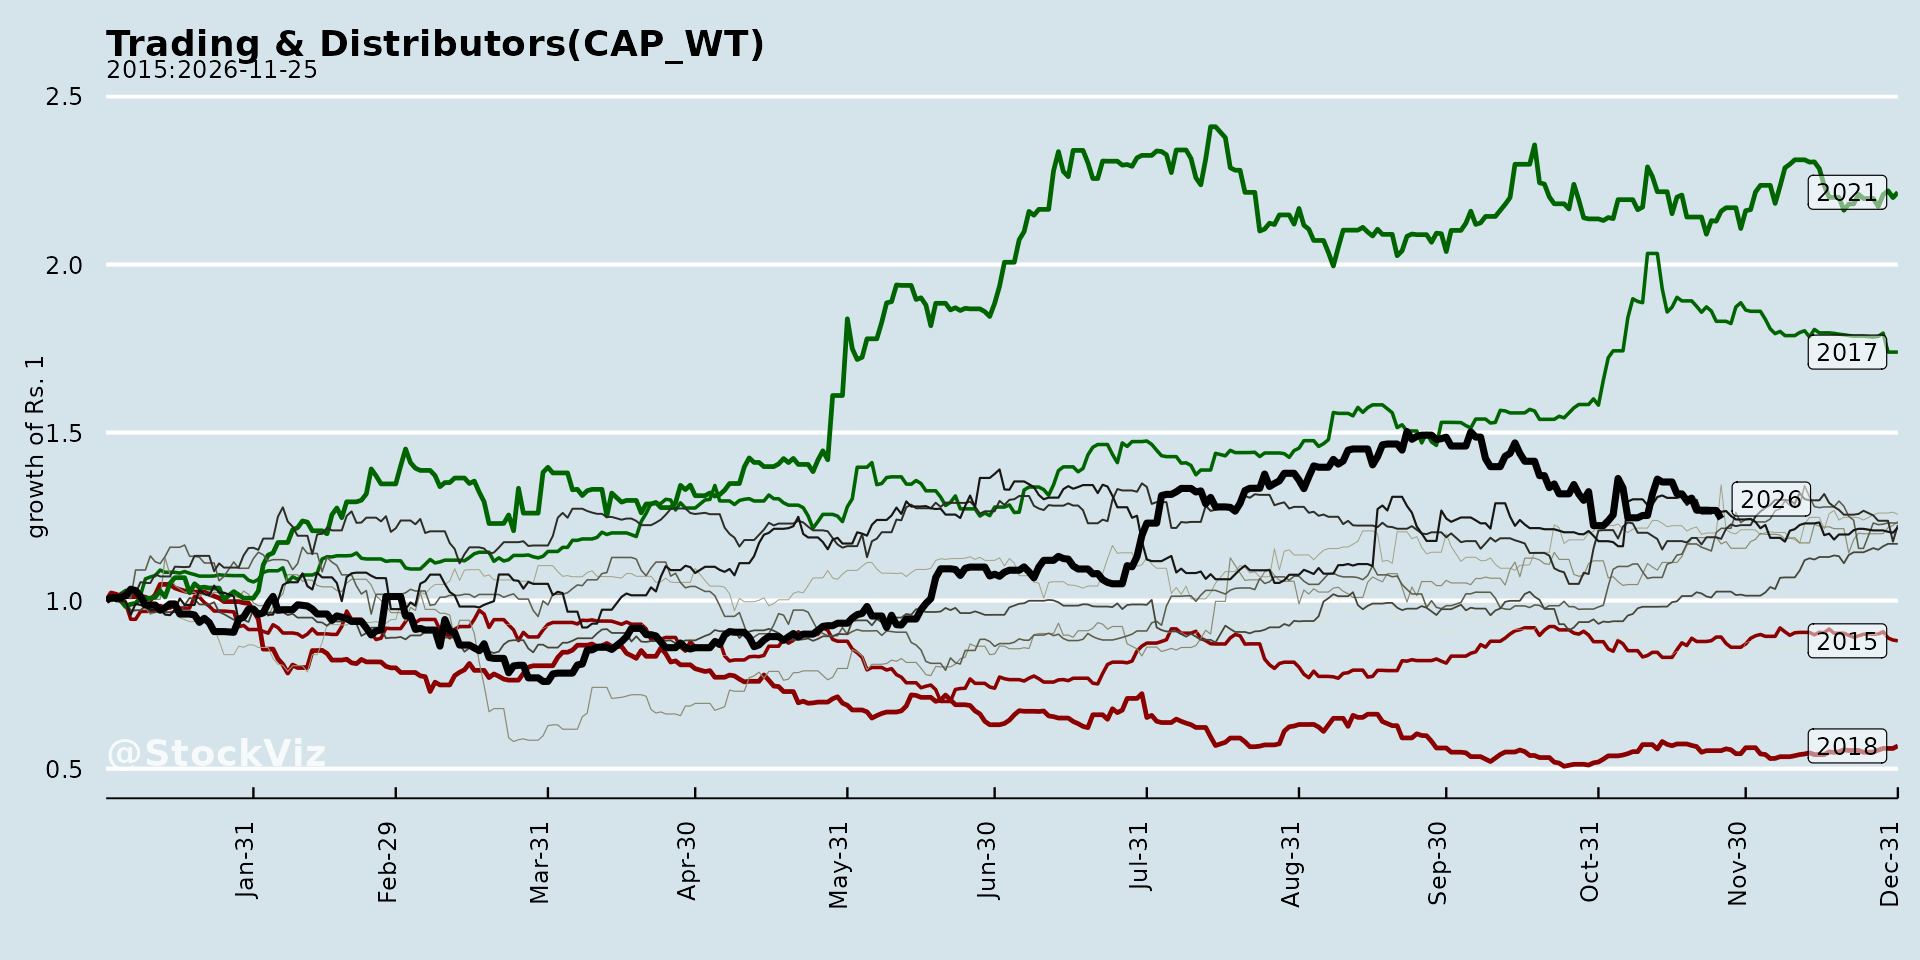 Trading & Distributors(CAP_WT)
2015:2026-11-25
growth of Rs. 1
2.5
2.0
1.5
1.0
0.5
2021
2017
2026
2015
2018
@StockViz
Jan-31
Feb-29
Mar-31
Apr-30
May-31
Jun-30
Jul-31
Aug-31
Sep-30
Oct-31
Nov-30
Dec-31